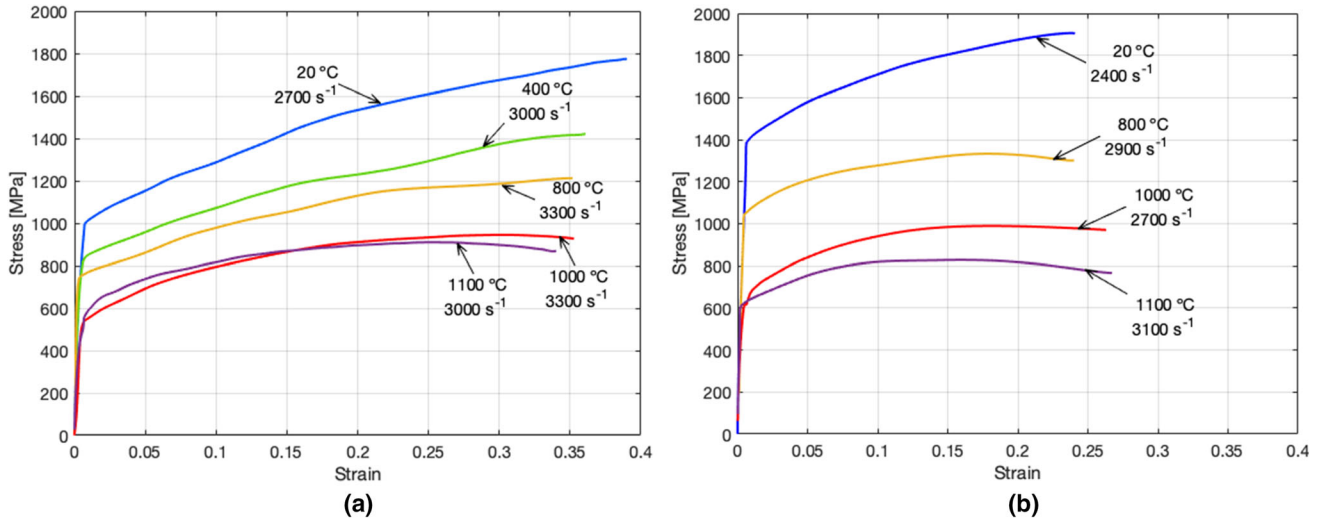 2000
1800
1600
1400
1200
1000
800
600
400
200
0
Stress [MPa]
0
0.05
0.1
0.15
0.2
0.25
0.3
0.35
0.4
Strain
20 °C
2700 s⁻¹
400 °C
3000 s⁻¹
800 °C
3300 s⁻¹
1100 °C
3000 s⁻¹
1000 °C
3300 s⁻¹
(a)
2000
1800
1600
1400
1200
1000
800
600
400
200
0
Stress [MPa]
0
0.05
0.1
0.15
0.2
0.25
0.3
0.35
0.4
Strain
20 °C
2400 s⁻¹
800 °C
2900 s⁻¹
1000 °C
2700 s⁻¹
1100 °C
3100 s⁻¹
(b)